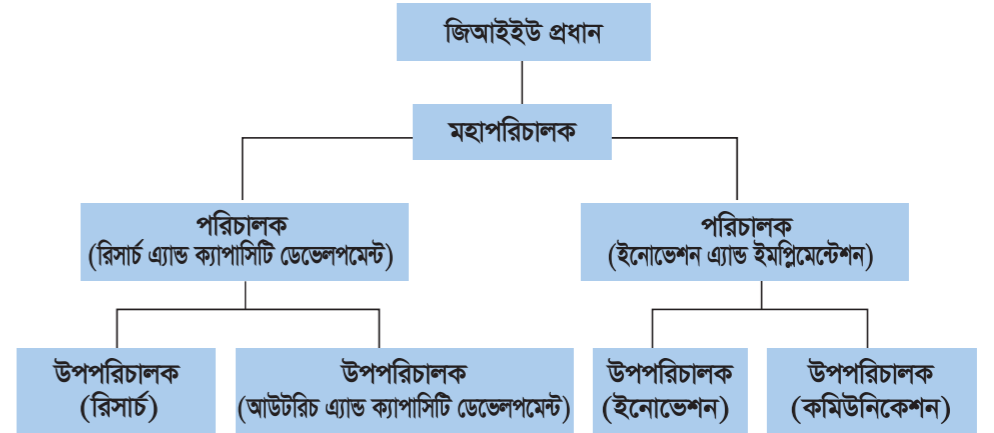 জিআইইউ প্রধান
মহাপরিচালক
পরিচালক
(রিসার্চ এ্যান্ড ক্যাপাসিটি ডেভেলপমেন্ট)
পরিচালক
(ইনোভেশন এ্যান্ড ইমপ্লিমেন্টেশন)
উপপরিচালক
(রিসার্চ)
উপপরিচালক
(আউটরিচ এ্যান্ড ক্যাপাসিটি ডেভেলপমেন্ট)
উপপরিচালক
(ইনোভেশন)
উপপরিচালক
(কমিউনিকেশন)